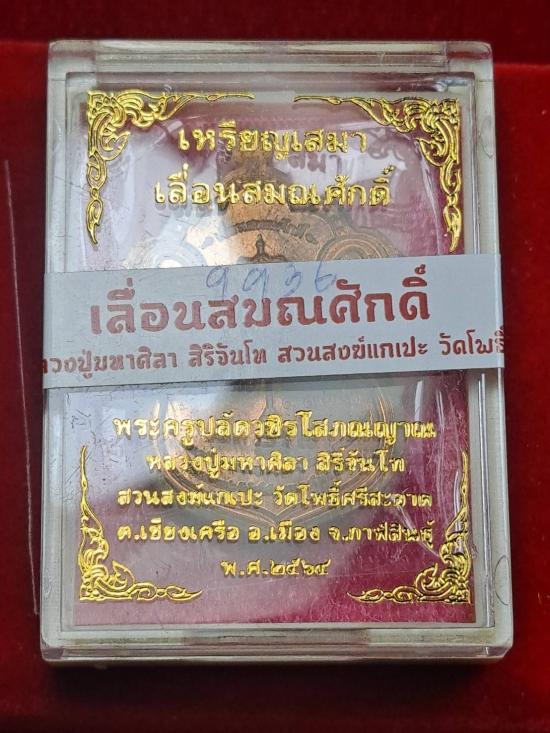 เหรียญเสมา
เลื่อนสมณศักดิ์
9936
เลื่อนสมณศักดิ์
หลวงปู่มหาศิลา สิริจันโท สวนสงฆ์แกเปะ วัดโพธิ์
พระครูปลัดวชิรโสภณญาณ
หลวงปู่มหาศิลา สิริจันโท
สวนสงฆ์แกเปะ วัดโพธิ์ศรีสะอาด
ต.เชียงเครือ อ.เมือง จ.กาฬสินธุ์
พ.ศ.๒๕๖๔